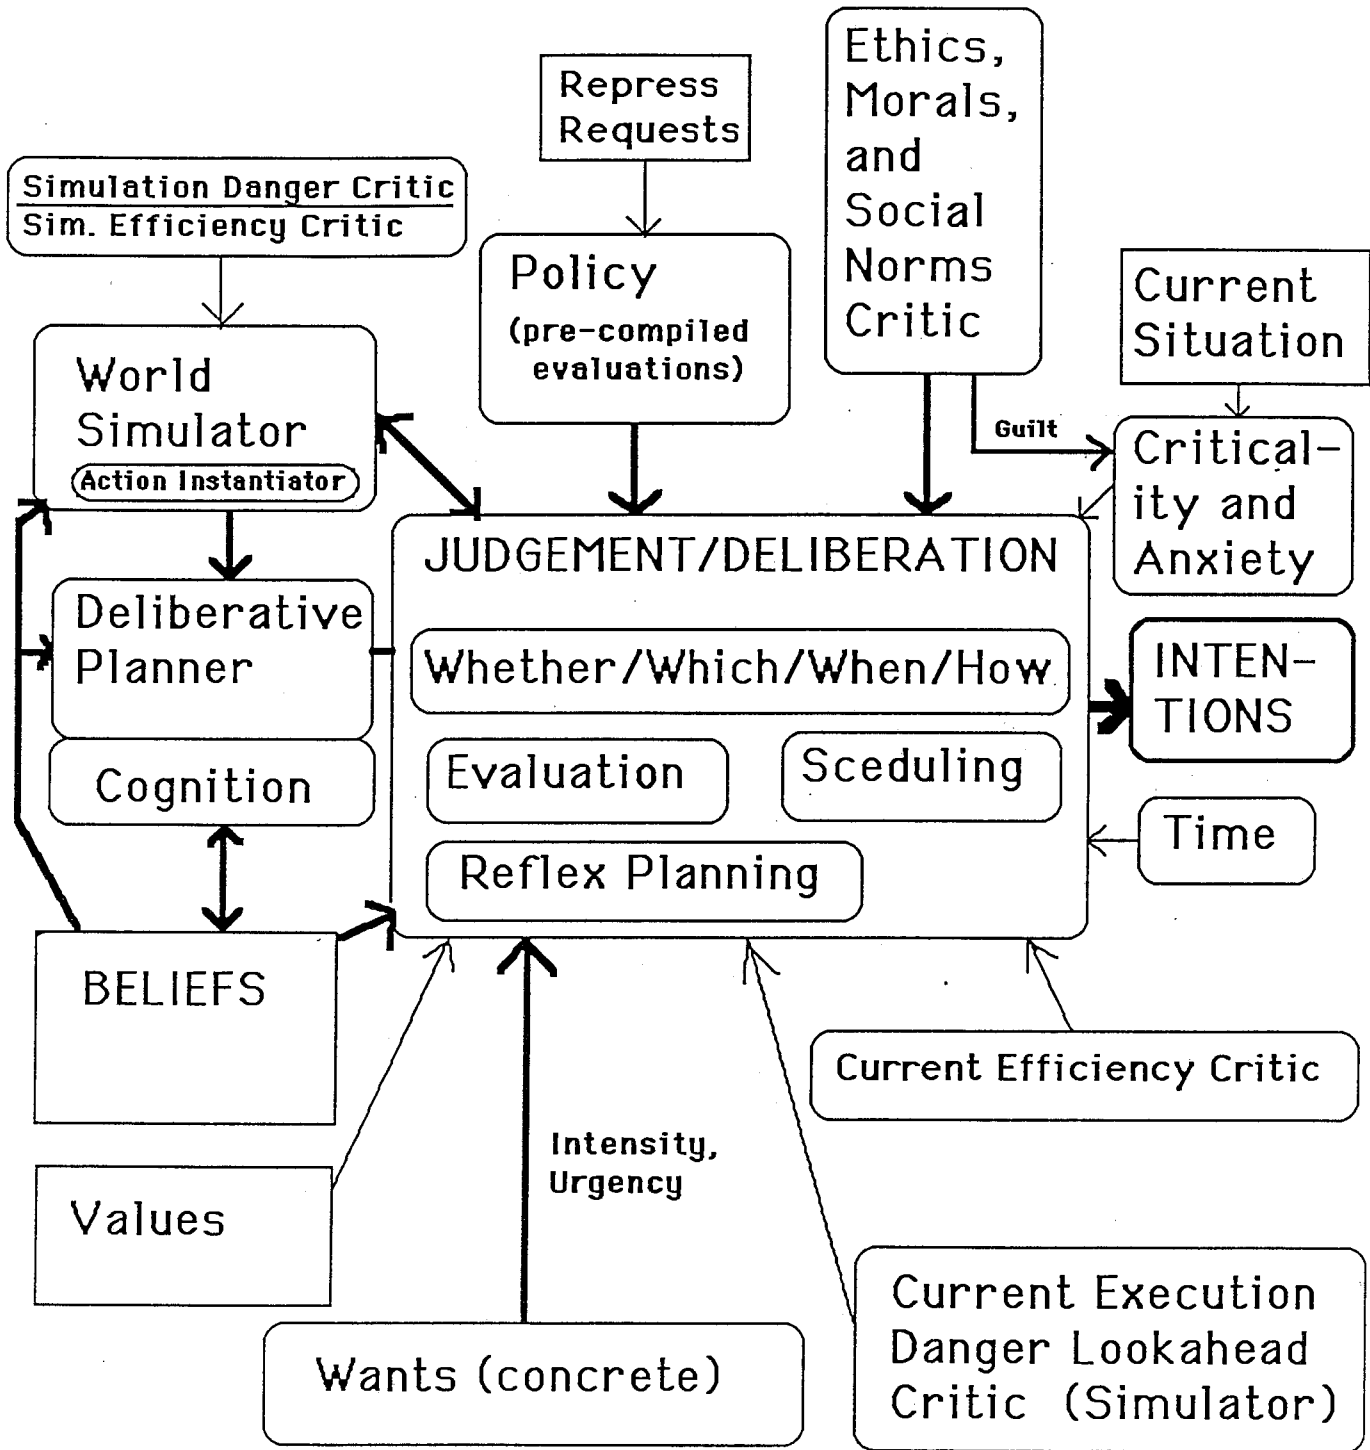 Repress
Requests
Ethics,
Morals,
and
Social
Norms
Critic
Simulation Danger Critic
Sim. Efficiency Critic
Policy
(pre-compiled
evaluations)
Current
Situation
World
Simulator
Action Instantiator
Guilt
Critical-
ity and
Anxiety
JUDGEMENT/DELIBERATION
Deliberative
Planner
Whether/Which/When/How
INTEN-
TIONS
Evaluation
Sceduling
Cognition
Time
Reflex Planning
BELIEFS
Current Efficiency Critic
Intensity,
Urgency
Values
Wants (concrete)
Current Execution
Danger Lookahead
Critic (Simulator)